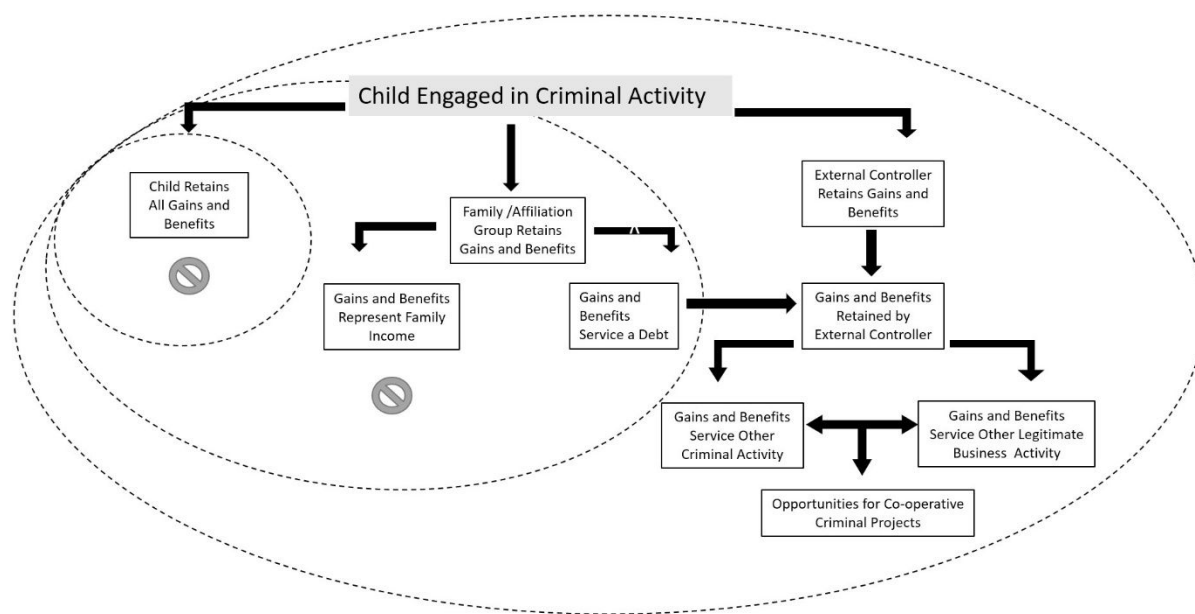 Child Engaged in Criminal Activity
Child Retains
All Gains and
Benefits
Family /Affiliation
Group Retains
Gains and Benefits
External Controller
Retains Gains and
Benefits
Gains and Benefits
Represent Family
Income
Gains and
Benefits
Service a Debt
Gains and Benefits
Retained by
External Controller
Gains and Benefits
Service Other
Criminal Activity
Gains and Benefits
Service Other Legitimate
Business Activity
Opportunities for Co-operative
Criminal Projects